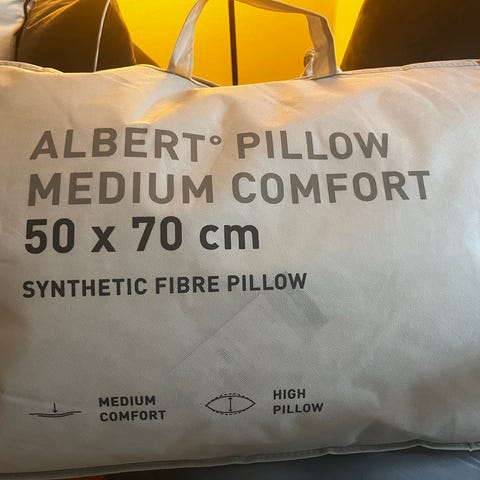 ALBERT° PILLOW
MEDIUM COMFORT
50 x 70 cm
SYNTHETIC FIBRE PILLOW
MEDIUM
COMFORT
HIGH
PILLOW